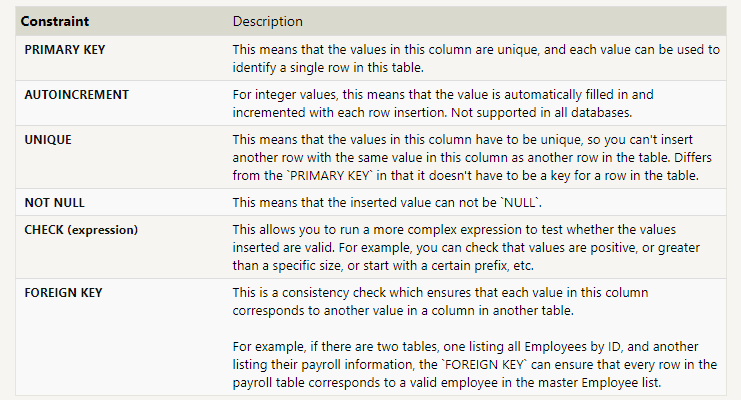 Constraint Description
PRIMARY KEY This means that the values in this column are unique, and each value can be used to
identify a single row in this table.
AUTOINCREMENT For integer values, this means that the value is automatically filled in and
incremented with each row insertion. Not supported in all databases.
UNIQUE This means that the values in this column have to be unique, so you can't insert
another row with the same value in this column as another row in the table. Differs
from the `PRIMARY KEY` in that it doesn't have to be a key for a row in the table.
NOT NULL This means that the inserted value can not be `NULL`.
CHECK (expression) This allows you to run a more complex expression to test whether the values
inserted are valid. For example, you can check that values are positive, or greater
than a specific size, or start with a certain prefix, etc.
FOREIGN KEY This is a consistency check which ensures that each value in this column
corresponds to another value in a column in another table.
For example, if there are two tables, one listing all Employees by ID, and another
listing their payroll information, the `FOREIGN KEY` can ensure that every row in the
payroll table corresponds to a valid employee in the master Employee list.